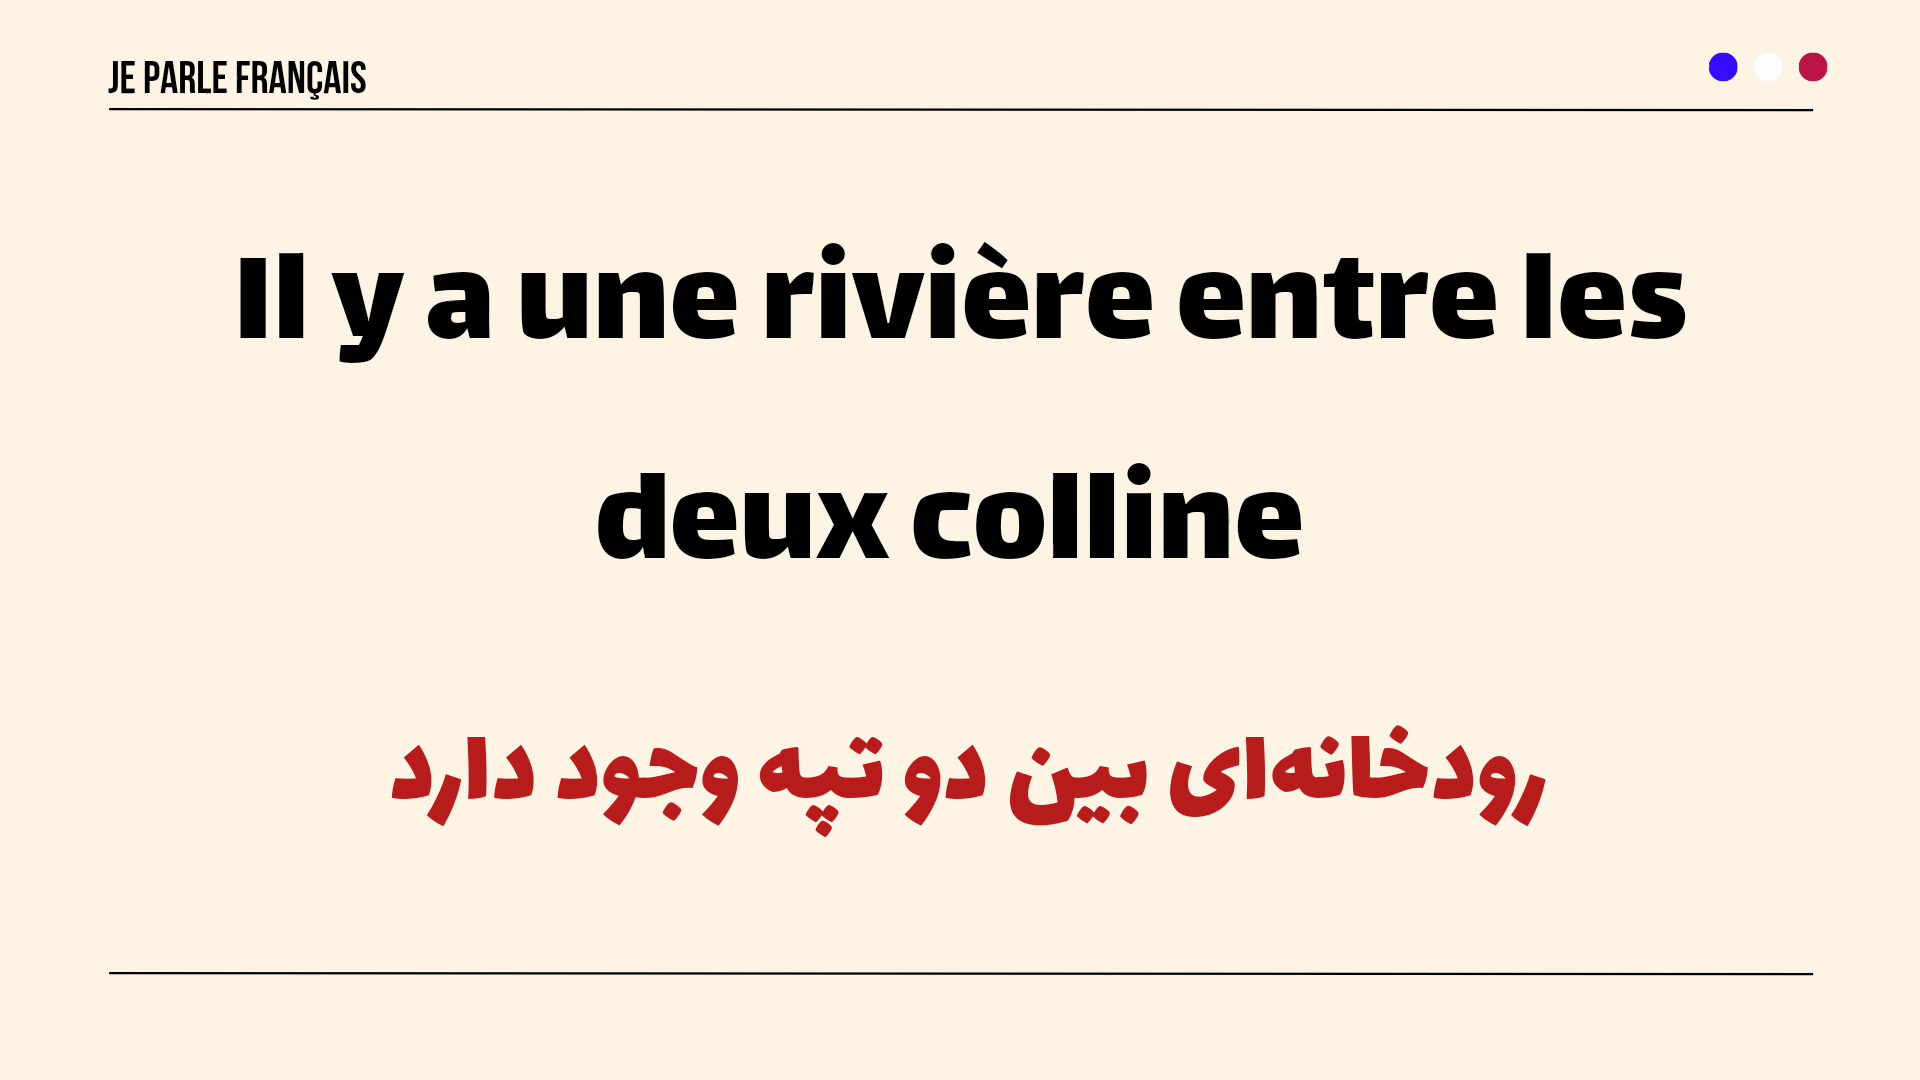 JE PARLE FRANÇAIS
Il y a une rivière entre les
deux colline
رودخانه‌ای بین دو تپه وجود دارد